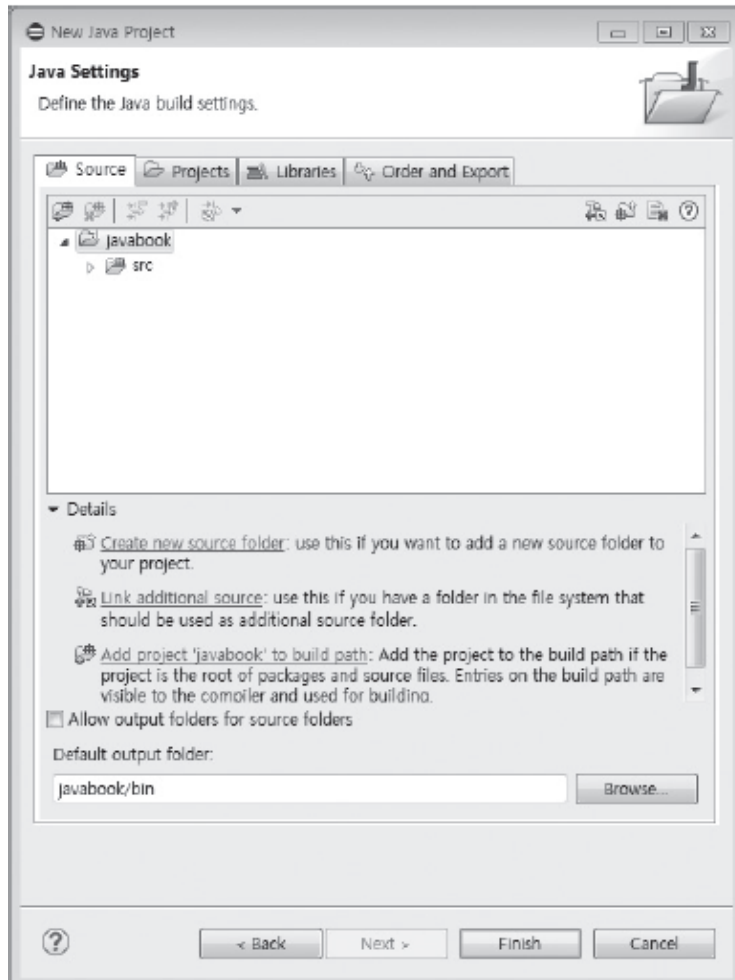 New Java Project
Java Settings
Define the Java build settings.
Source
Projects
Libraries
Order and Export
javabook
src
Details
Create new source folder: use this if you want to add a new source folder to
your project.
Link additional source: use this if you have a folder in the file system that
should be used as additional source folder.
Add project 'javabook' to build path: Add the project to the build path if the
project is the root of packages and source files. Entries on the build path are
visible to the compiler and used for building.
Allow output folders for source folders
Default output folder:
javabook/bin
Browse...
?
< Back
Next >
Finish
Cancel